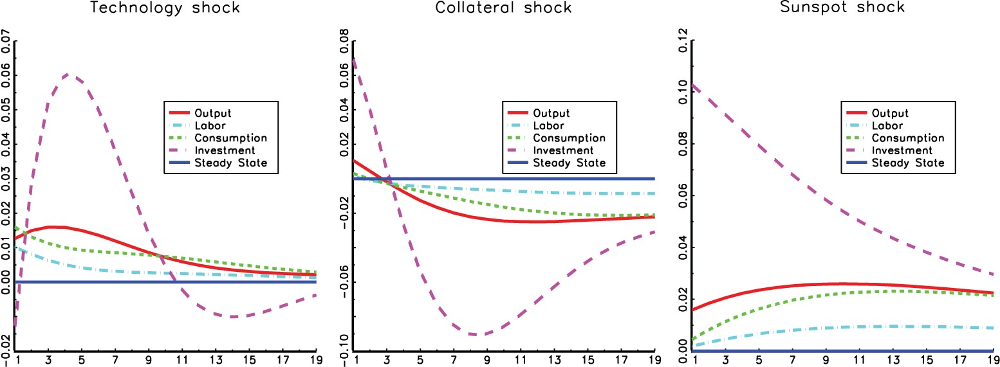 Technology shock
0.07
0.06
0.05
0.04
0.03
0.02
0.01
0.00
−0.02
1 3 5 7 9 11 13 15 17 19
Output
Labor
Consumption
Investment
Steady State
Collateral shock
0.08
0.06
0.04
0.02
−0.02
−0.06
−0.10
1 3 5 7 9 11 13 15 17 19
Output
Labor
Consumption
Investment
Steady State
Sunspot shock
0.12
0.10
0.08
0.06
0.04
0.02
0.00
1 3 5 7 9 11 13 15 17 19
Output
Labor
Consumption
Investment
Steady State